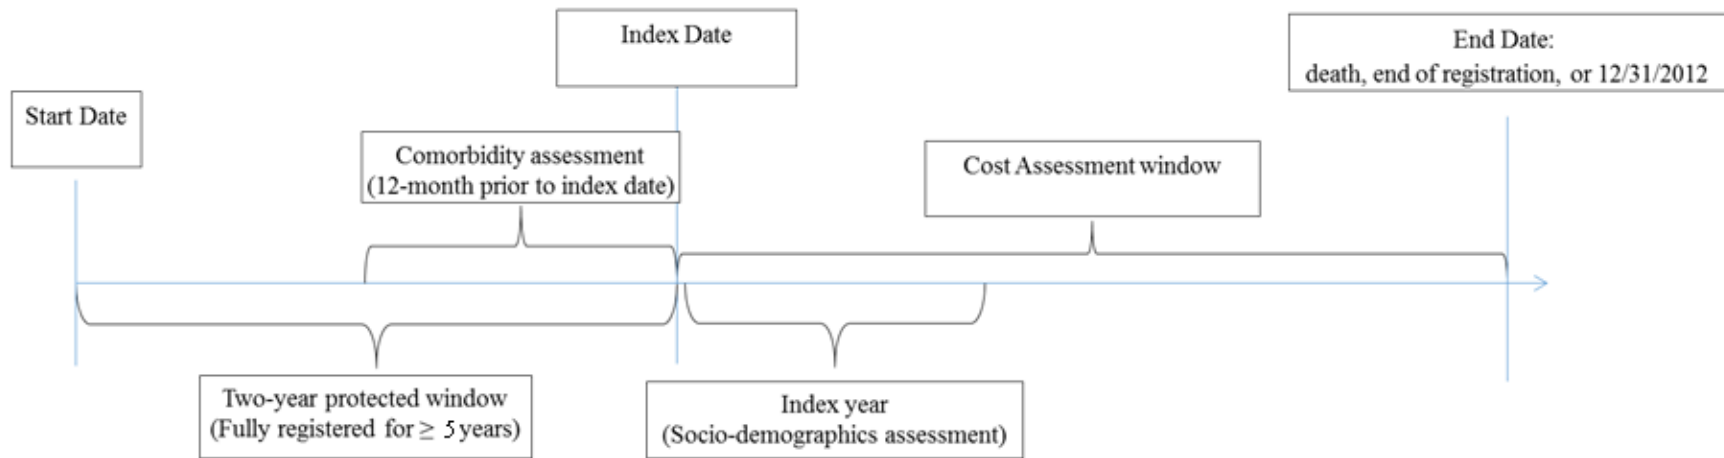 Start Date
Index Date
End Date:
death, end of registration, or 12/31/2012
Comorbidity assessment
(12-month prior to index date)
Cost Assessment window
Two-year protected window
(Fully registered for ≥ 5 years)
Index year
(Socio-demographics assessment)